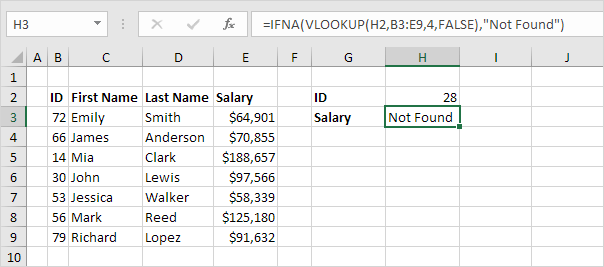 H3 fx =IFNA(VLOOKUP(H2,B3:E9,4,FALSE),"Not Found")
A B C D E F G H I J
1
2 ID First Name Last Name Salary ID 28
3 72 Emily Smith $64,901 Salary Not Found
4 66 James Anderson $70,855
5 14 Mia Clark $188,657
6 30 John Lewis $97,566
7 53 Jessica Walker $58,339
8 56 Mark Reed $125,180
9 79 Richard Lopez $91,632
10